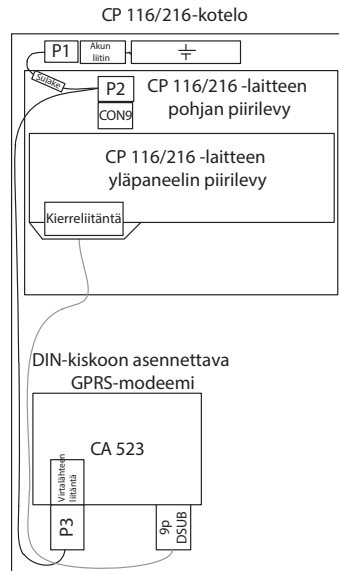 CP 116/216-kotelo
P1
Akun
liitin
Sulake
P2
CON9
CP 116/216 -laitteen
pohjan piirilevy
CP 116/216 -laitteen
yläpaneelin piirilevy
Kierreliitäntä
DIN-kiskoon asennettava
GPRS-modeemi
CA 523
Virtalähteen
liitäntä
P3
9p
DSUB